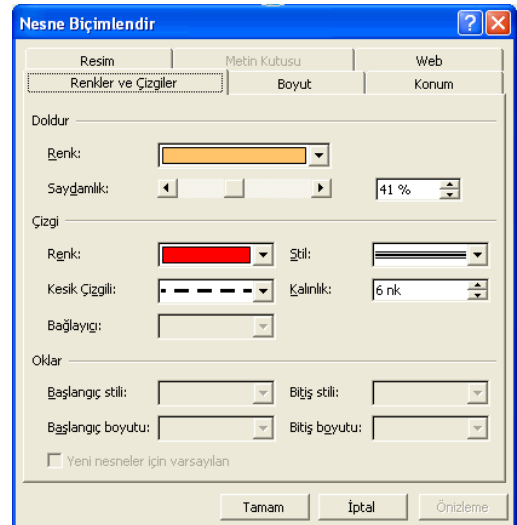 Nesne Biçimlendir
Resim Metin Kutusu Web
Renkler ve Çizgiler Boyut Konum
Doldur
Renk:
Saydamlık: 41 %
Çizgi
Renk: Stil:
Kesik Çizgili: Kalınlık: 6 nk
Bağlayıcı:
Oklar
Başlangıç stili: Bitiş stili:
Başlangıç boyutu: Bitiş boyutu:
Yeni nesneler için varsayılan
Tamam İptal Önizleme